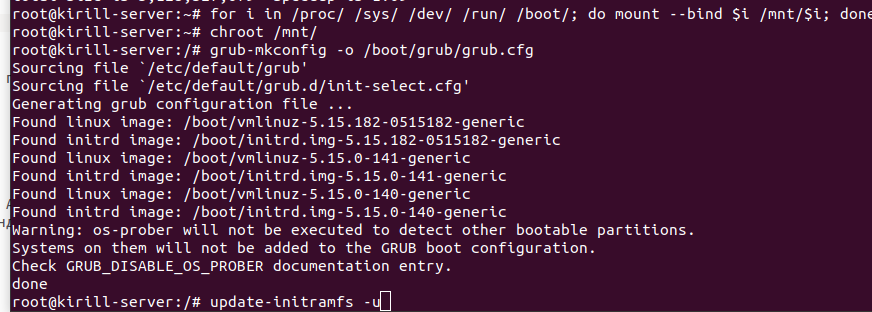 root@kirill-server:~# for i in /proc/ /sys/ /dev/ /run/ /boot/; do mount --bind $i /mnt/$i; done
root@kirill-server:~# chroot /mnt/
root@kirill-server:/# grub-mkconfig -o /boot/grub/grub.cfg
Sourcing file `/etc/default/grub'
Sourcing file `/etc/default/grub.d/init-select.cfg'
Generating grub configuration file ...
Found linux image: /boot/vmlinuz-5.15.182-0515182-generic
Found initrd image: /boot/initrd.img-5.15.182-0515182-generic
Found linux image: /boot/vmlinuz-5.15.0-141-generic
Found initrd image: /boot/initrd.img-5.15.0-141-generic
Found linux image: /boot/vmlinuz-5.15.0-140-generic
Found initrd image: /boot/initrd.img-5.15.0-140-generic
Warning: os-prober will not be executed to detect other bootable partitions.
Systems on them will not be added to the GRUB boot configuration.
Check GRUB_DISABLE_OS_PROBER documentation entry.
done
root@kirill-server:/# update-initramfs -u